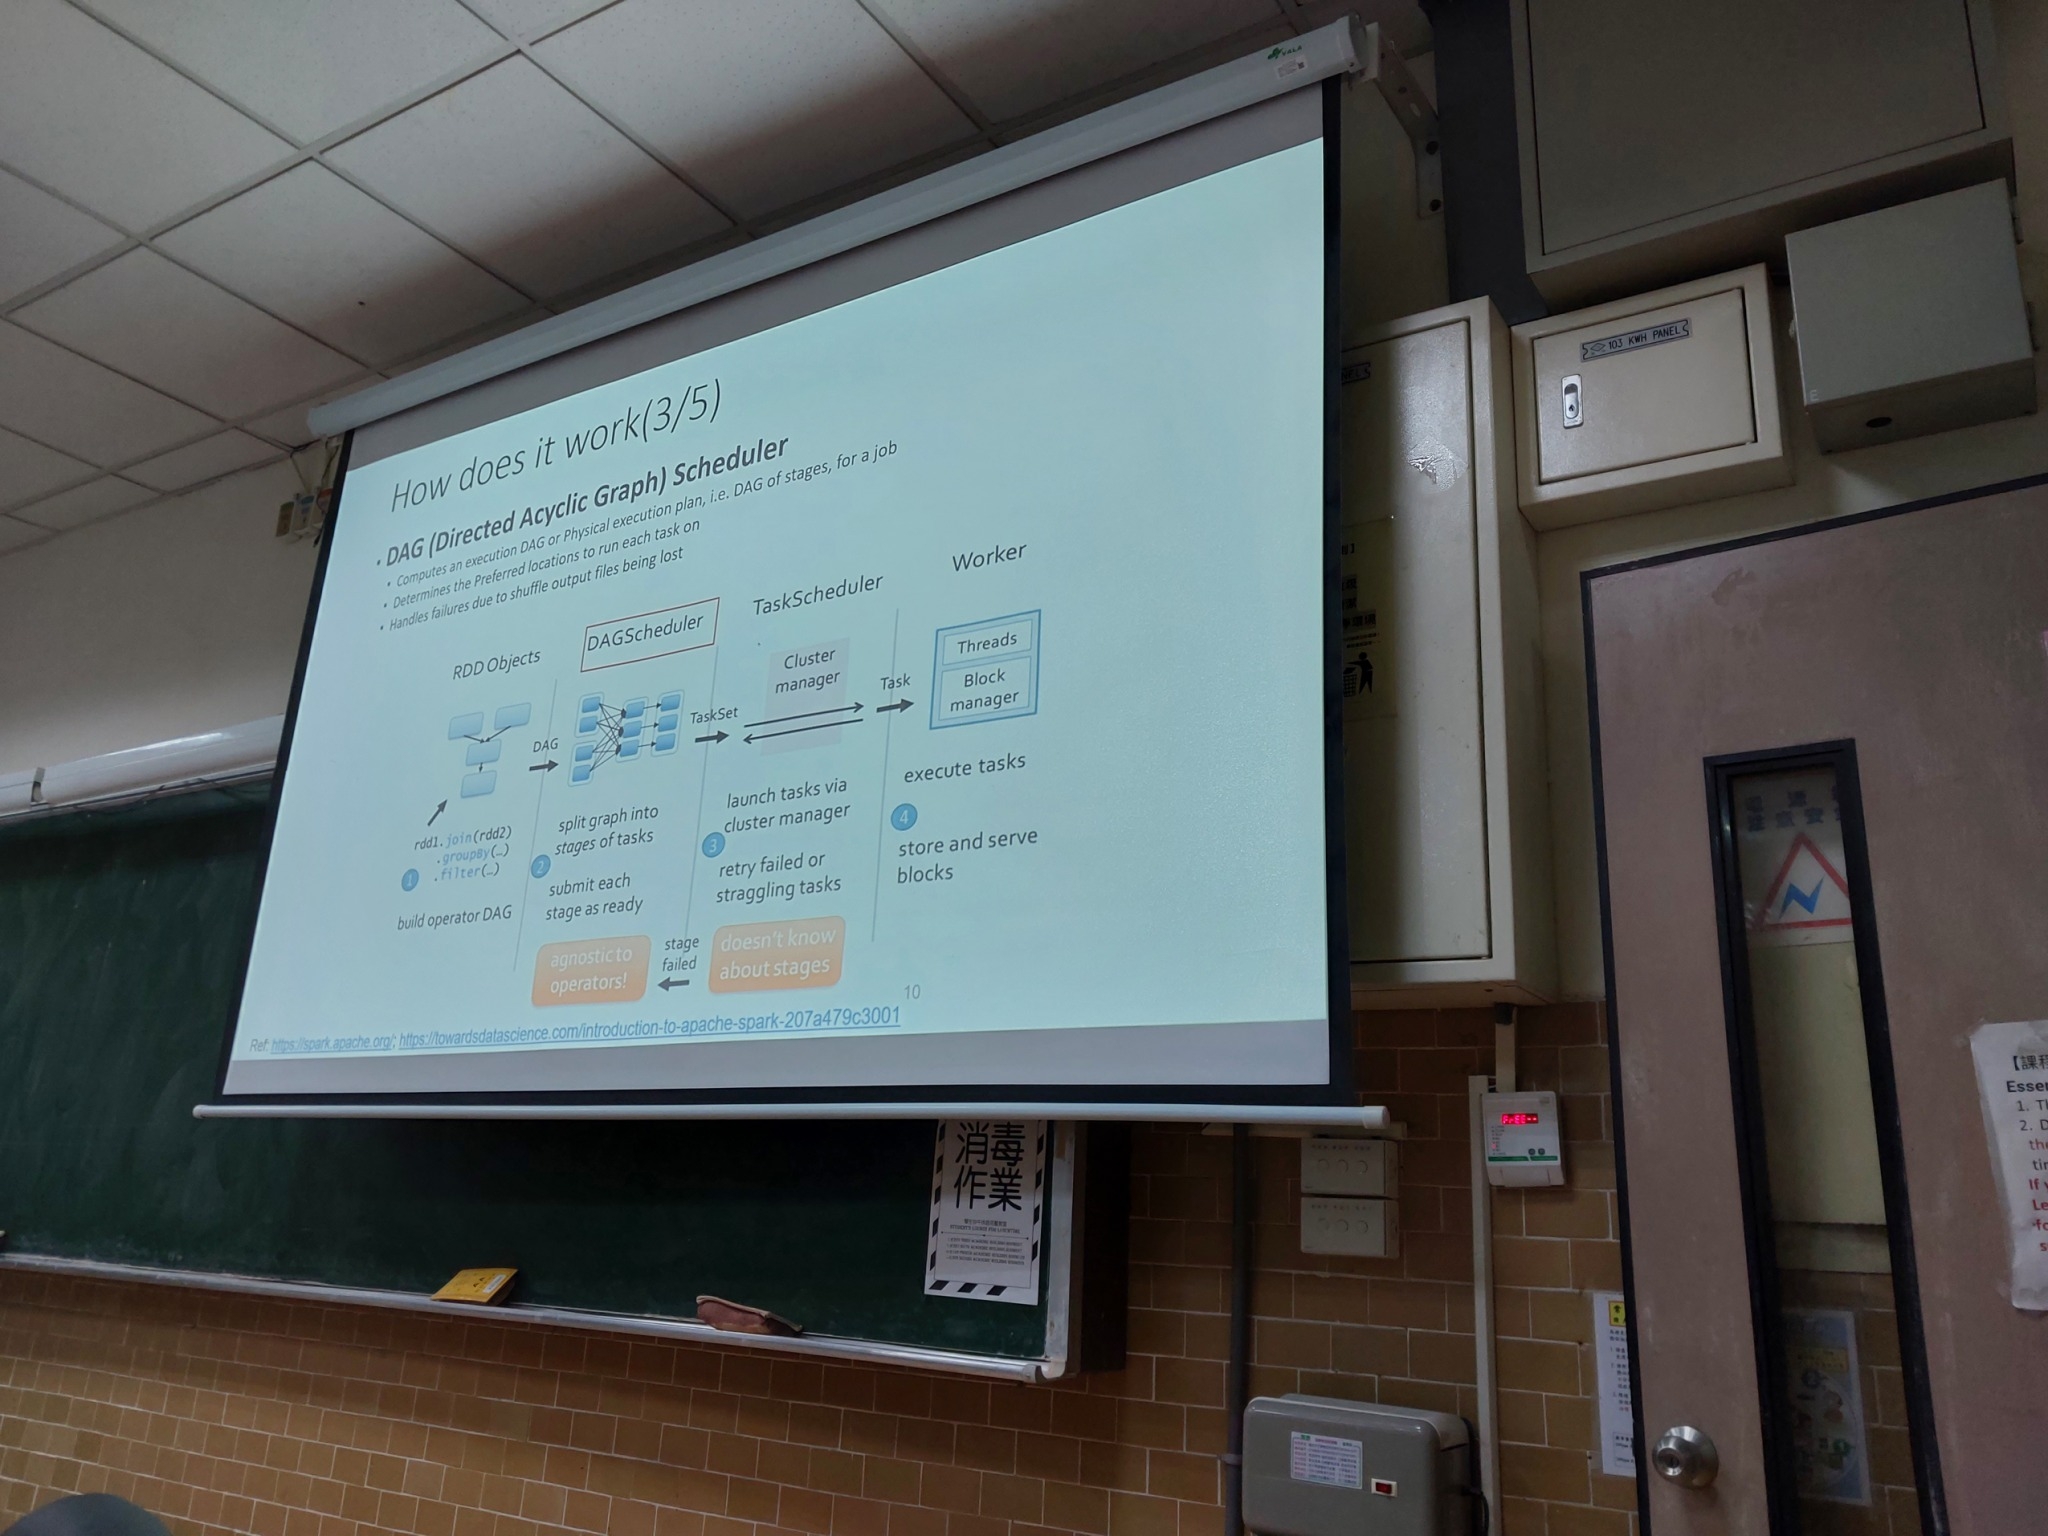 VALA
103 KWH PANEL
How does it work(3/5)
• DAG (Directed Acyclic Graph) Scheduler
• Computes an execution DAG or Physical execution plan, i.e. DAG of stages, for a job
• Determines the Preferred locations to run each task on
• Handles failures due to shuffle output files being lost
RDD Objects
DAGScheduler
TaskScheduler
Worker
Cluster
manager
Threads
Block
manager
DAG
TaskSet
Task
rdd1.join(rdd2)
.groupBy(…)
.filter(…)
1
build operator DAG
split graph into
stages of tasks
2
submit each
stage as ready
launch tasks via
cluster manager
3
retry failed or
straggling tasks
execute tasks
4
store and serve
blocks
agnostic to
operators!
stage
failed
doesn't know
about stages
10
Ref: https://spark.apache.org/; https://towardsdatascience.com/introduction-to-apache-spark-207a479c3001
消毒
作業
【課程
Essen
1. Th
2. D
the
If y
Le